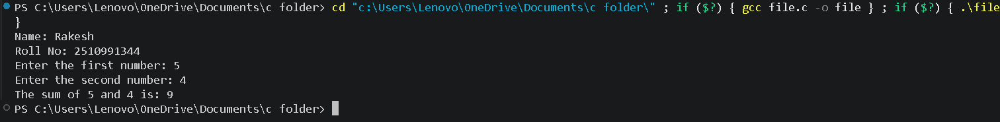 PS C:\Users\Lenovo\OneDrive\Documents\c folder> cd "c:\Users\Lenovo\OneDrive\Documents\c folder\" ; if ($?) { gcc file.c -o file } ; if ($?) { .\file
}
Name: Rakesh
Roll No: 2510991344
Enter the first number: 5
Enter the second number: 4
The sum of 5 and 4 is: 9
PS C:\Users\Lenovo\OneDrive\Documents\c folder>